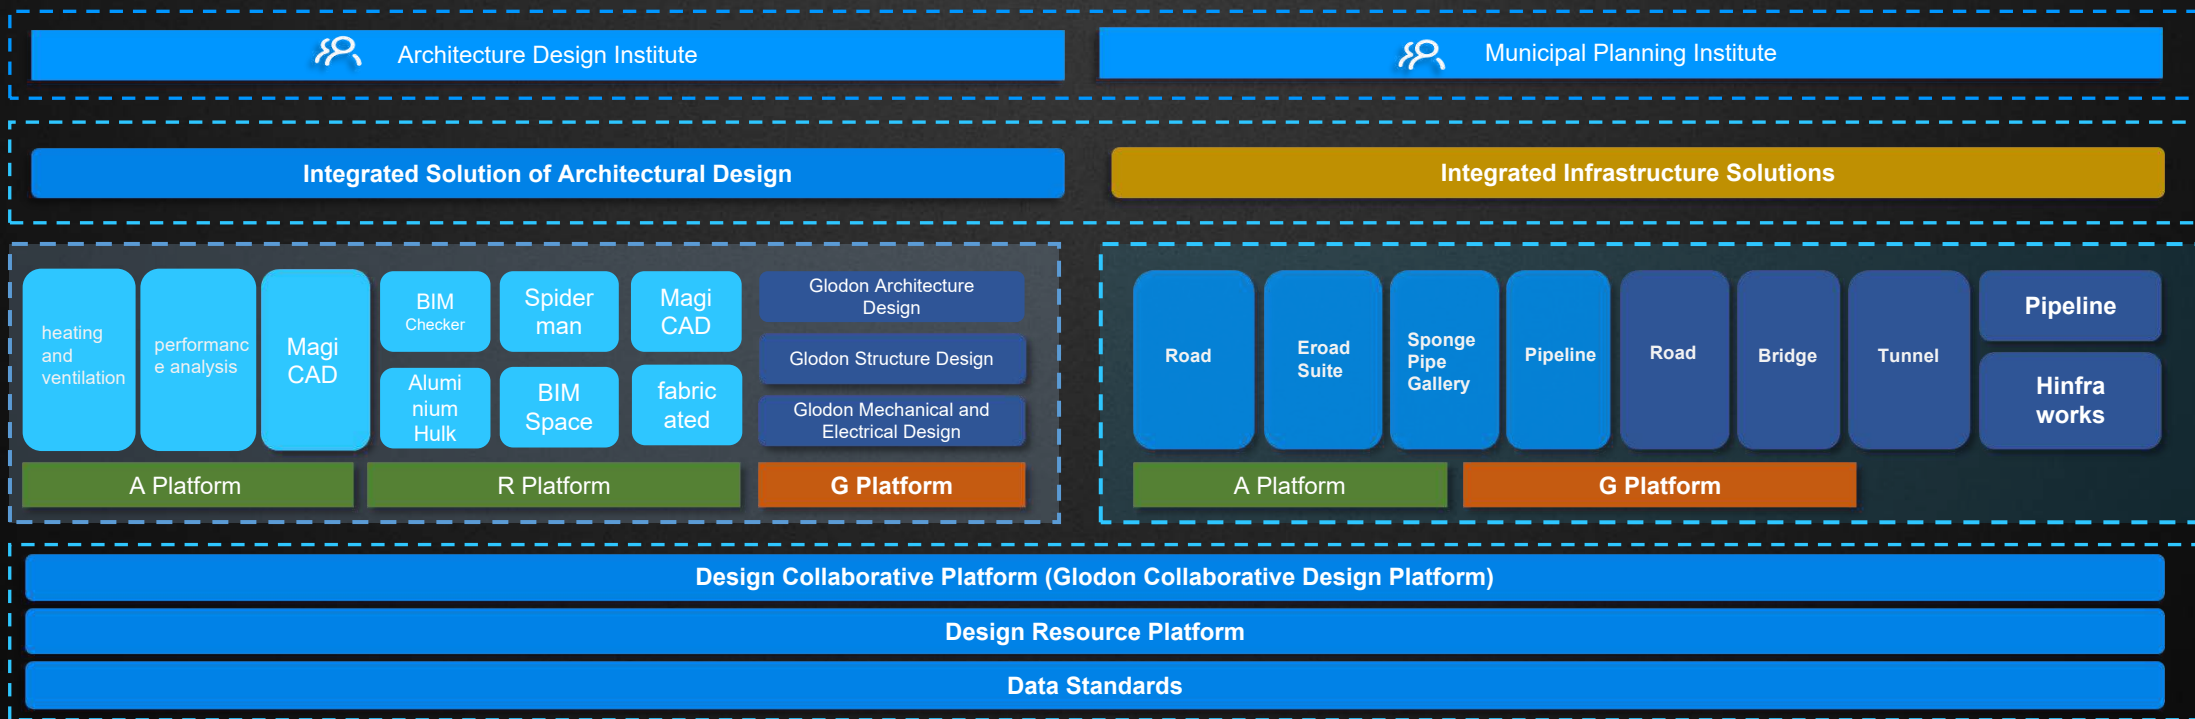 Architecture Design Institute
Municipal Planning Institute
Integrated Solution of Architectural Design
Integrated Infrastructure Solutions
heating
and
ventilation
performanc
e analysis
Magi
CAD
BIM
Checker
Spider
man
Magi
CAD
Alumi
nium
Hulk
BIM
Space
fabric
ated
Glodon Architecture
Design
Glodon Structure Design
Glodon Mechanical and
Electrical Design
A Platform
R Platform
G Platform
Road
Eroad
Suite
Sponge
Pipe
Gallery
Pipeline
Road
Bridge
Tunnel
Pipeline
Hinfra
works
A Platform
G Platform
Design Collaborative Platform (Glodon Collaborative Design Platform)
Design Resource Platform
Data Standards